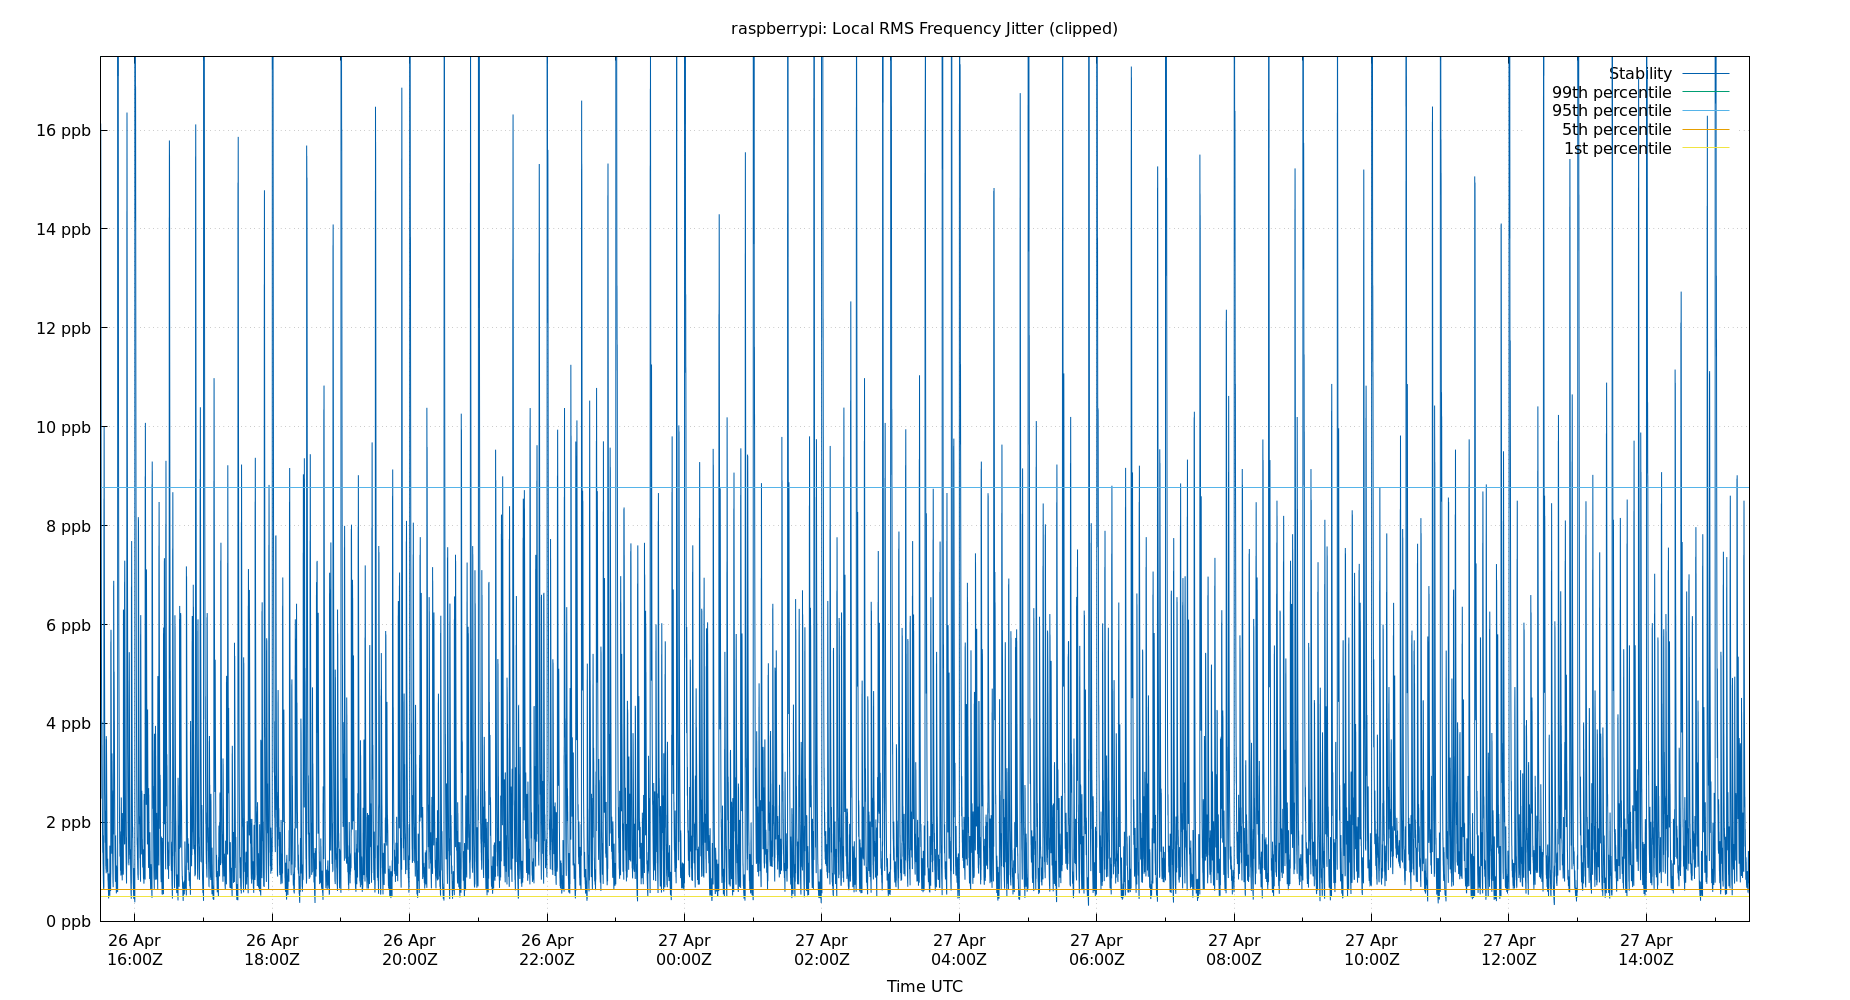 raspberrypi: Local RMS Frequency Jitter (clipped)
Stability
99th percentile
95th percentile
5th percentile
1st percentile
16 ppb
14 ppb
12 ppb
10 ppb
8 ppb
6 ppb
4 ppb
2 ppb
0 ppb
26 Apr 26 Apr 26 Apr 26 Apr 27 Apr 27 Apr 27 Apr 27 Apr 27 Apr 27 Apr 27 Apr 27 Apr
16:00Z 18:00Z 20:00Z 22:00Z 00:00Z 02:00Z 04:00Z 06:00Z 08:00Z 10:00Z 12:00Z 14:00Z
Time UTC